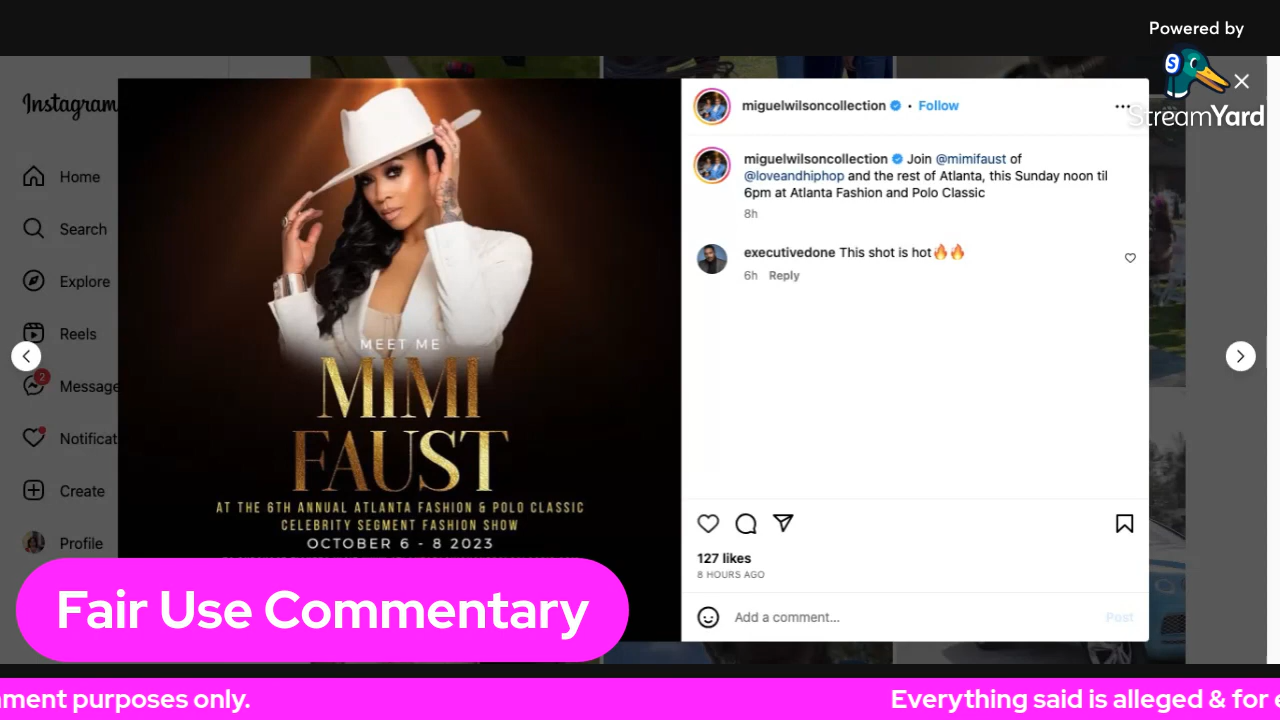 Powered by
StreamYard
Instagram
Home
Search
Explore
Reels
2
Message
Notificat
Create
Profile
MEET ME
MIMI
FAUST
AT THE 6TH ANNUAL ATLANTA FASHION & POLO CLASSIC
CELEBRITY SEGMENT FASHION SHOW
OCTOBER 6 - 8 2023
miguelwilsoncollection • Follow
miguelwilsoncollection Join @mimifaust of
@loveandhiphop and the rest of Atlanta, this Sunday noon til
6pm at Atlanta Fashion and Polo Classic
8h
executivedone This shot is hot🔥🔥
6h Reply
127 likes
8 HOURS AGO
Add a comment...
Post
Fair Use Commentary
nment purposes only.
Everything said is alleged & for e